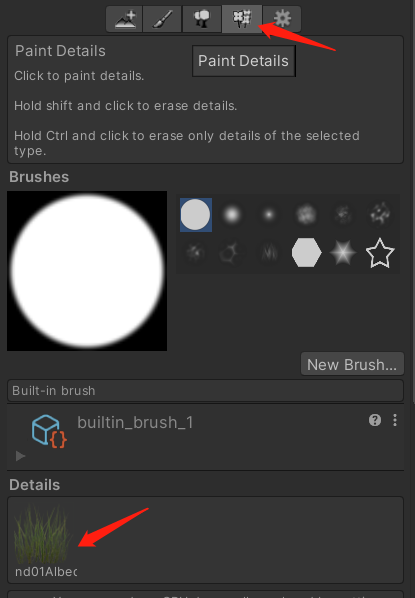 Paint Details
Paint Details
Click to paint details.
Hold shift and click to erase details.
Hold Ctrl and click to erase only details of the selected
type.
Brushes
New Brush...
Built-in brush
builtin_brush_1
Details
nd01Albec